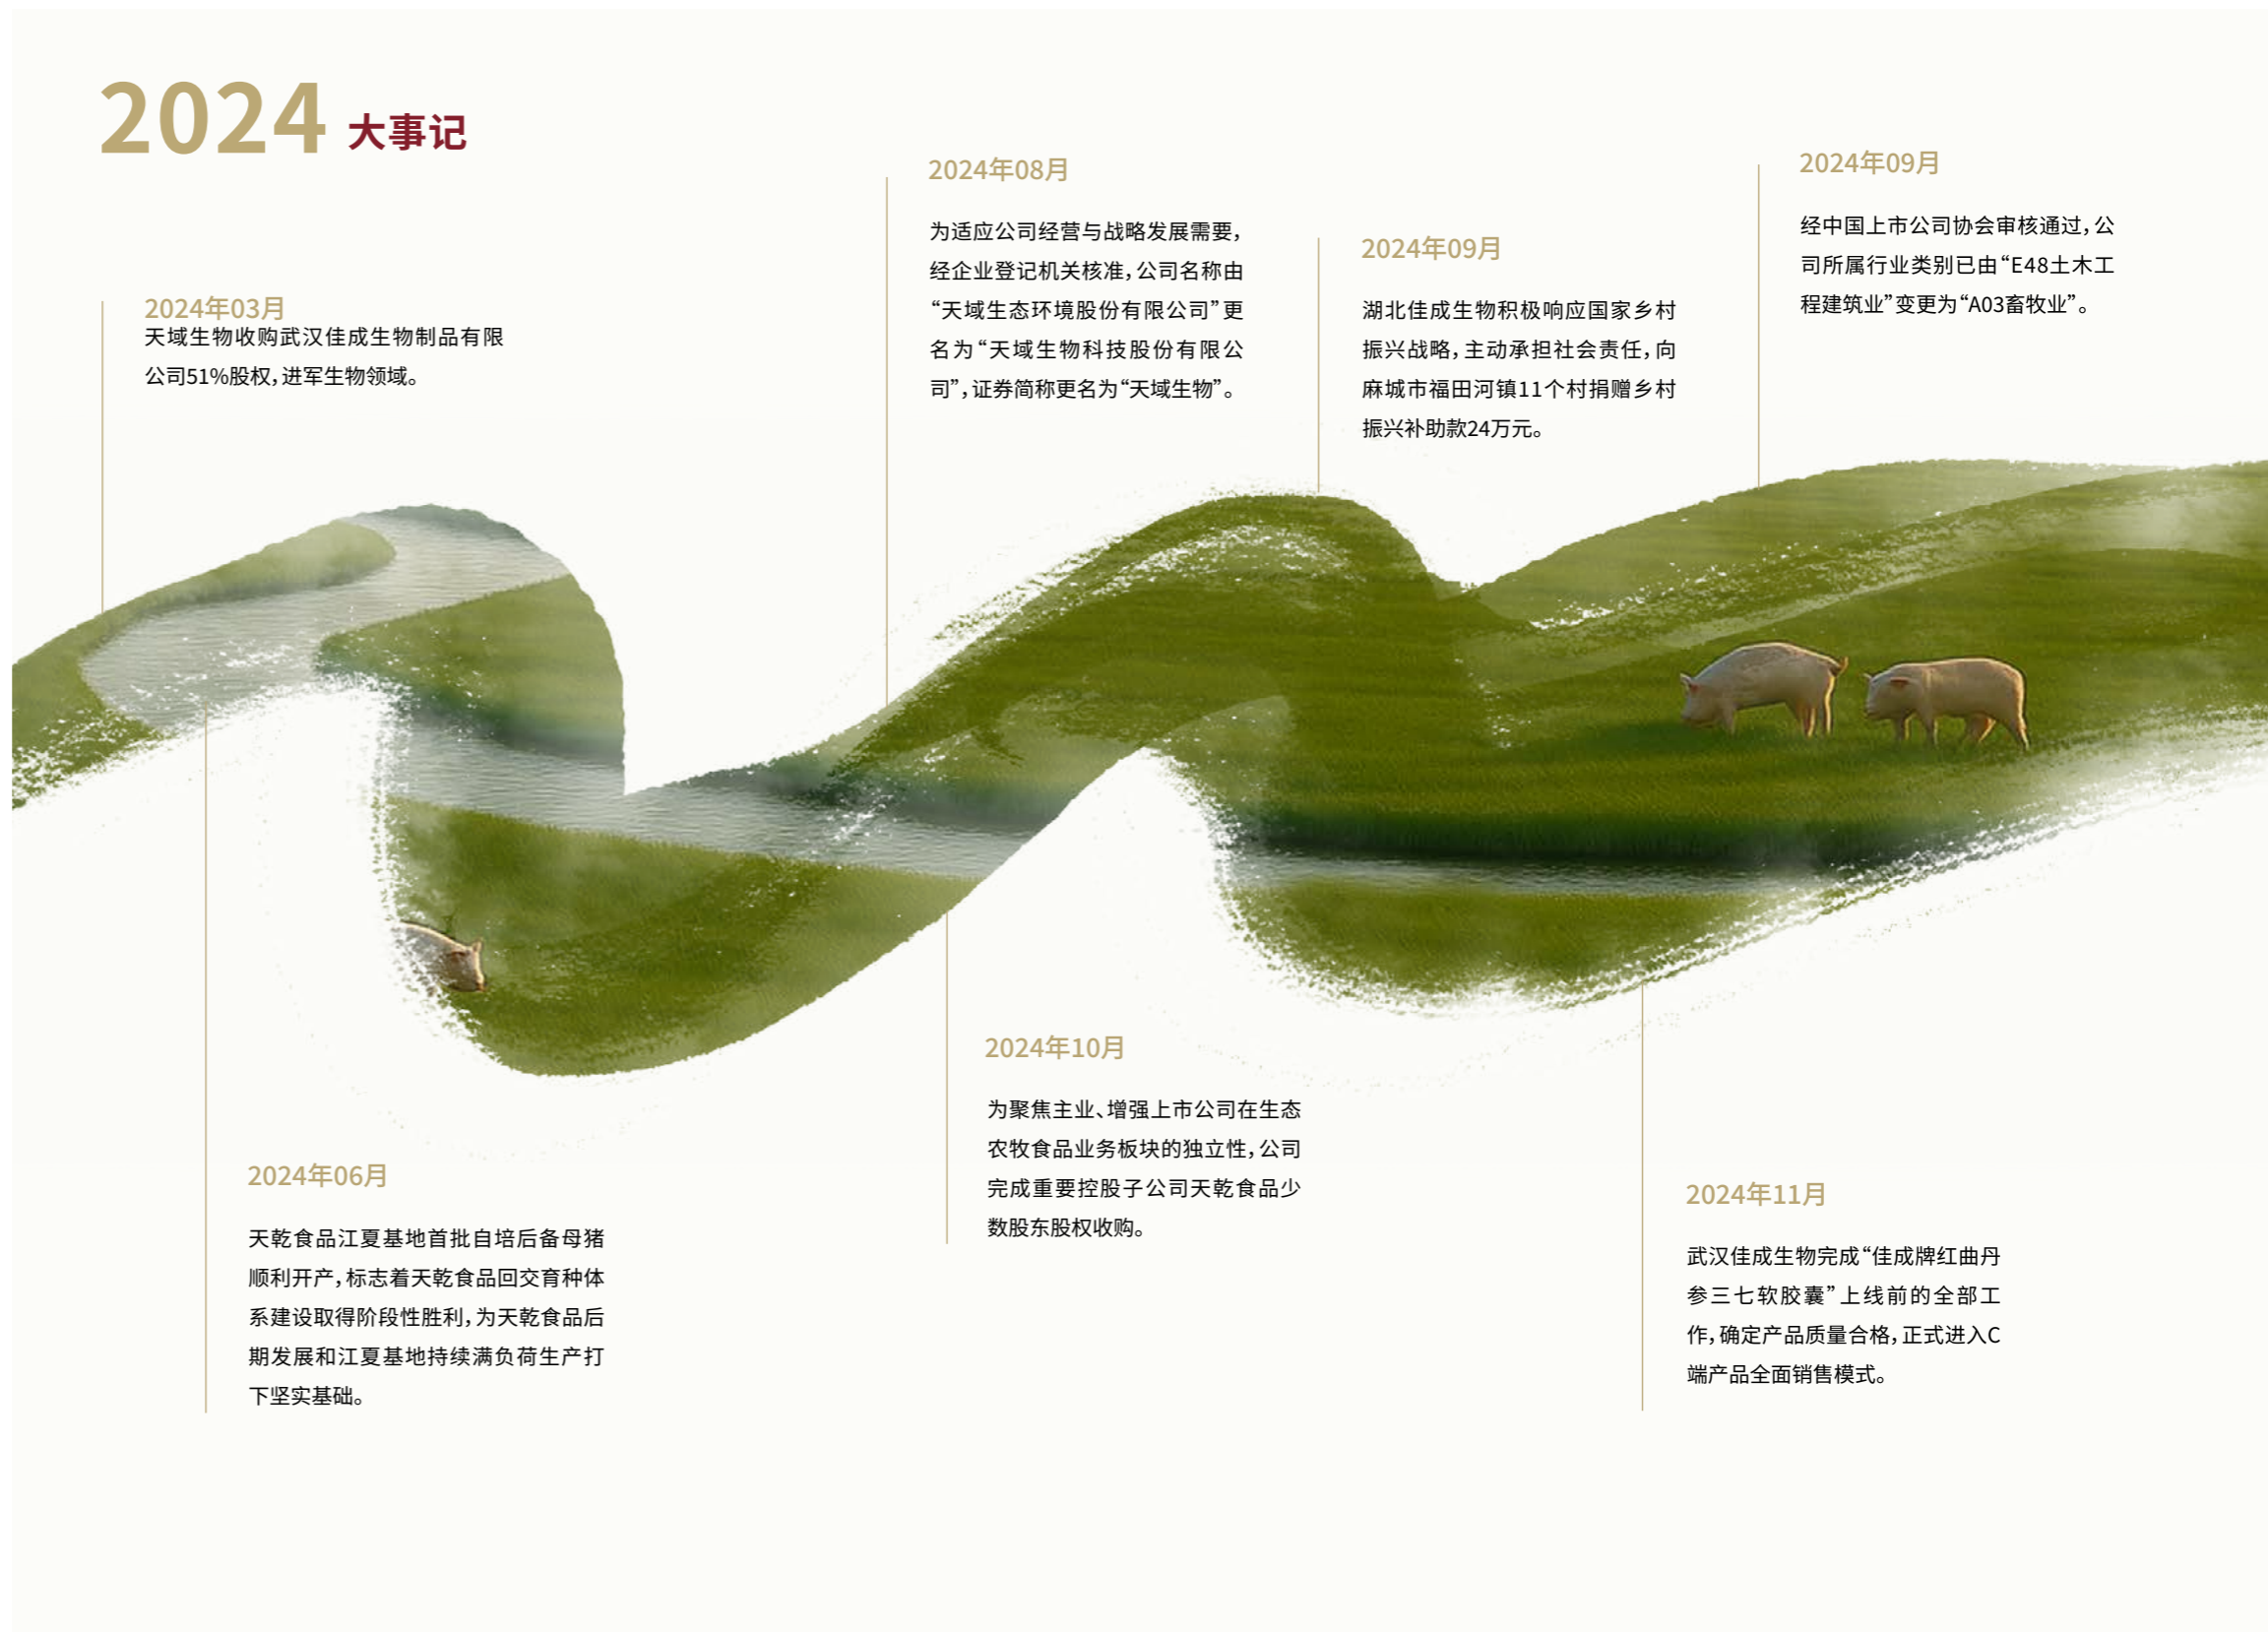 2024 大事记
2024年03月
天域生物收购武汉佳成生物制品有限
公司51%股权,进军生物领域。
2024年08月
为适应公司经营与战略发展需要,
经企业登记机关核准,公司名称由
“天域生态环境股份有限公司”更
名为“天域生物科技股份有限公
司”,证券简称更名为“天域生物”。
2024年09月
湖北佳成生物积极响应国家乡村
振兴战略,主动承担社会责任,向
麻城市福田河镇11个村捐赠乡村
振兴补助款24万元。
2024年09月
经中国上市公司协会审核通过,公
司所属行业类别已由“E48土木工
程建筑业”变更为“A03畜牧业”。
2024年06月
天乾食品江夏基地首批自培后备母猪
顺利开产,标志着天乾食品回交育种体
系建设取得阶段性胜利,为天乾食品后
期发展和江夏基地持续满负荷生产打
下坚实基础。
2024年10月
为聚焦主业、增强上市公司在生态
农牧食品业务板块的独立性,公司
完成重要控股子公司天乾食品少
数股东股权收购。
2024年11月
武汉佳成生物完成“佳成牌红曲丹
参三七软胶囊”上线前的全部工
作,确定产品质量合格,正式进入C
端产品全面销售模式。